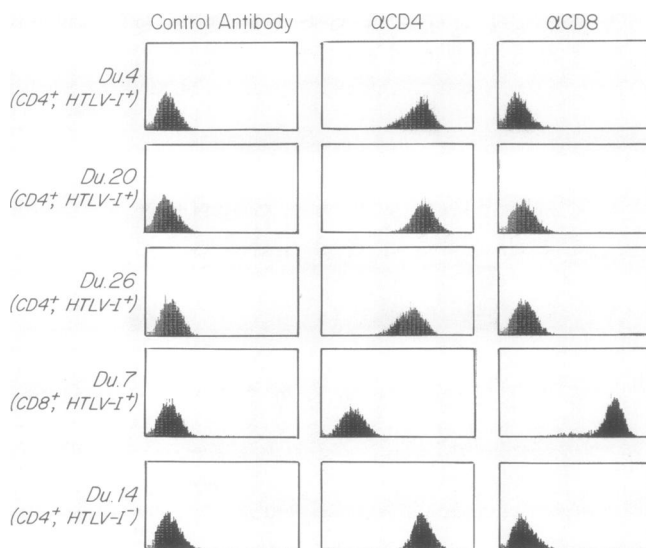 Control Antibody αCD4 αCD8
Du.4
(CD4⁺, HTLV-I⁺)
Du.20
(CD4⁺, HTLV-I⁺)
Du.26
(CD4⁺, HTLV-I⁺)
Du.7
(CD8⁺, HTLV-I⁺)
Du.14
(CD4⁺, HTLV-I⁻)